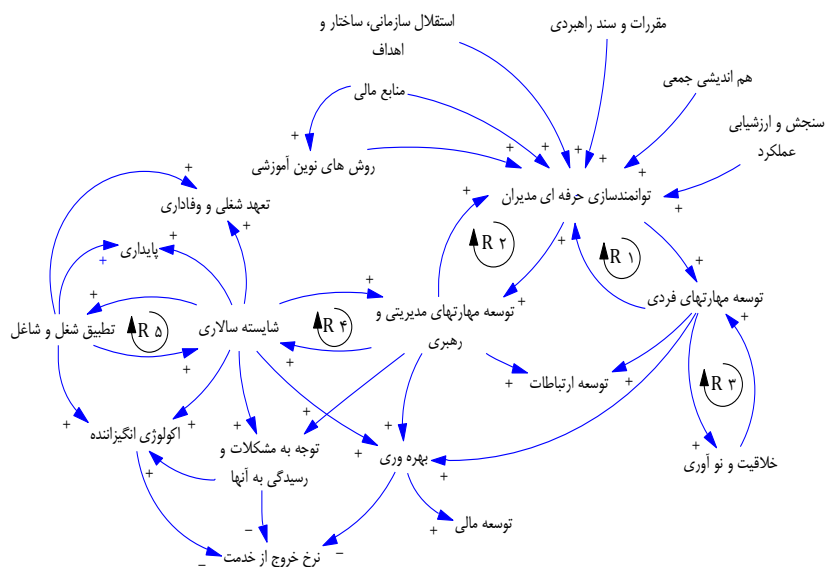 استقلال سازمانی، ساختار و
اهداف
مقررات و سند راهبردی
هم اندیشی جمعی
سنجش و ارزشیابی
عملکرد
منابع مالی
روش های نوین آموزشی
توانمندسازی حرفه ای مدیران
تعهد شغلی و وفاداری
پایداری
R ۲
R ۱
توسعه مهارتهای فردی
توسعه مهارتهای مدیریتی و
رهبری
R ۴
شایسته سالاری
R ۵
تطبیق شغل و شاغل
R ۳
توسعه ارتباطات
خلاقیت و نو آوری
بهره وری
توجه به مشکلات و
رسیدگی به آنها
اکولوژی انگیزاننده
توسعه مالی
نرخ خروج از خدمت